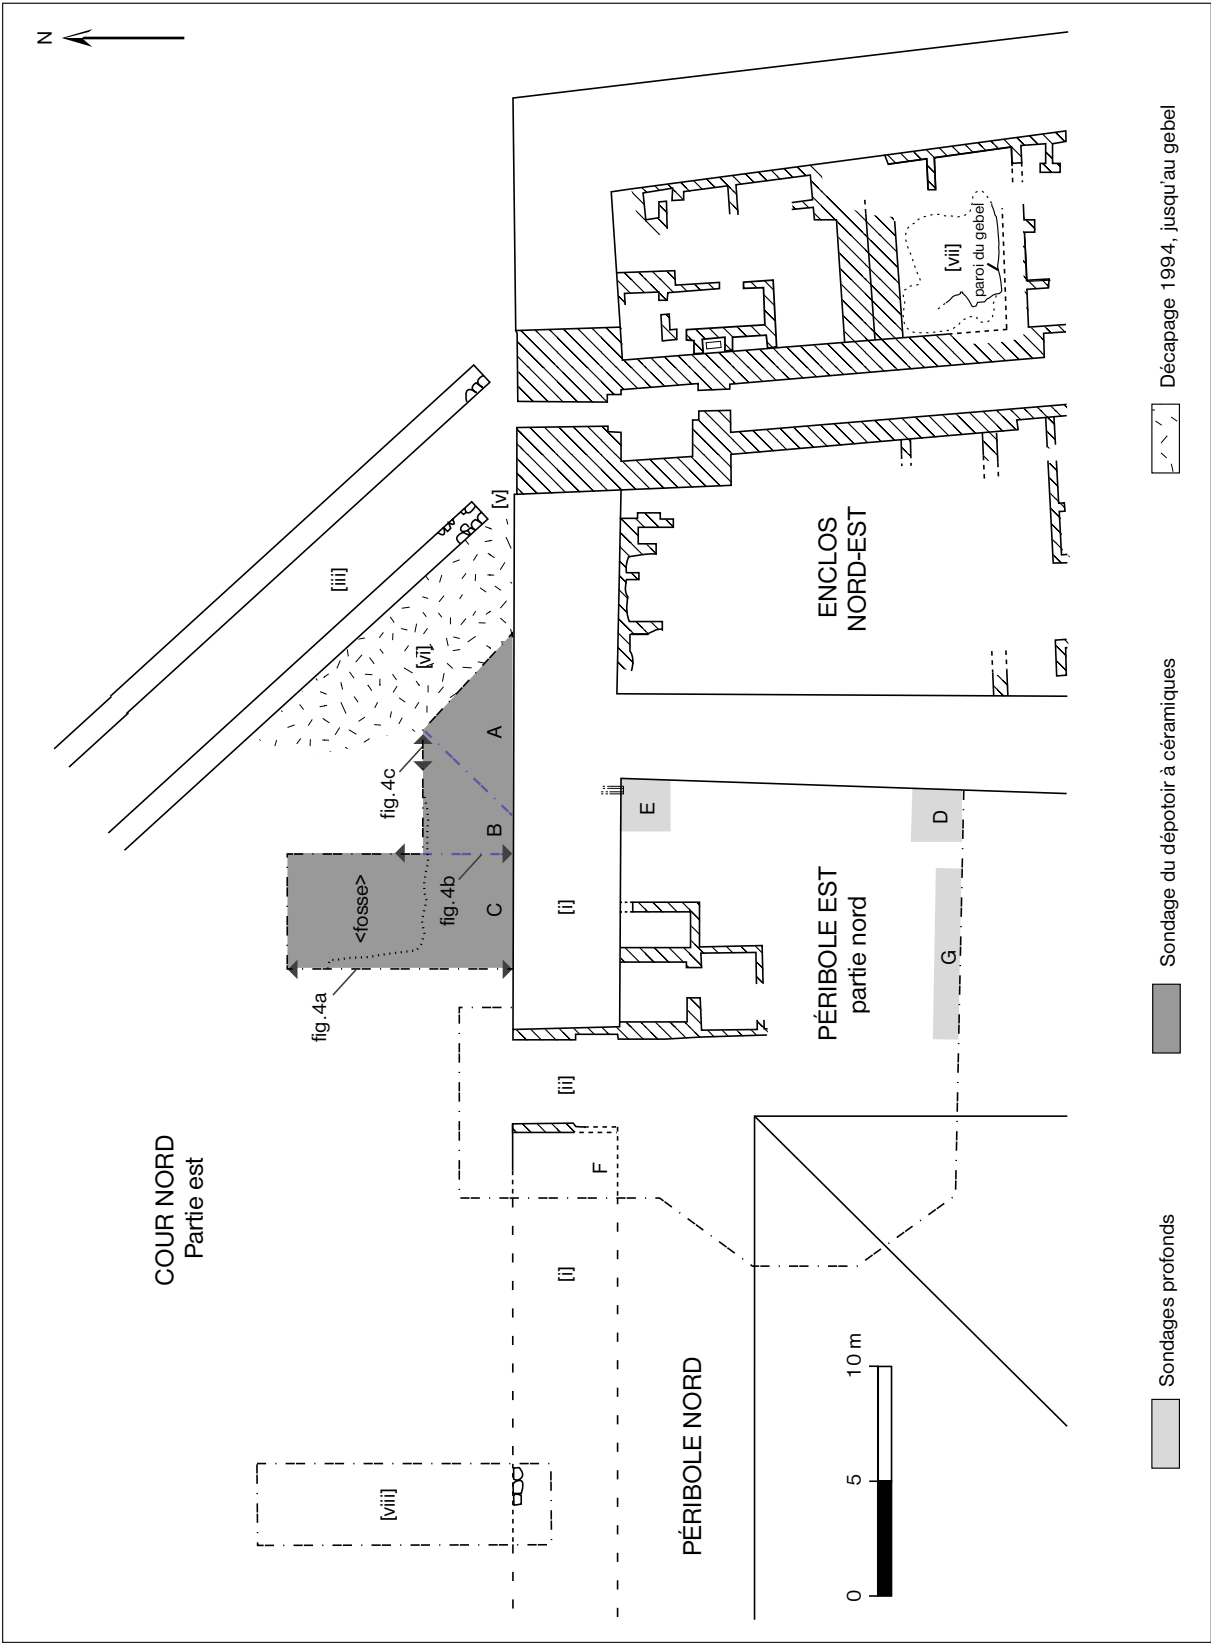 N
COUR NORD
Partie est
[iii]
[v]
[vi]
fig.4c
A
B
<fosse>
fig.4b
C
fig.4a
[viii]
[i]
[ii]
F
[i]
E
ENCLOS
NORD-EST
[vii]
paroi du gebel
PÉRIBOLE EST
partie nord
D
G
PÉRIBOLE NORD
0
5
10 m
Sondages profonds
Sondage du dépotoir à céramiques
Décapage 1994, jusqu'au gebel